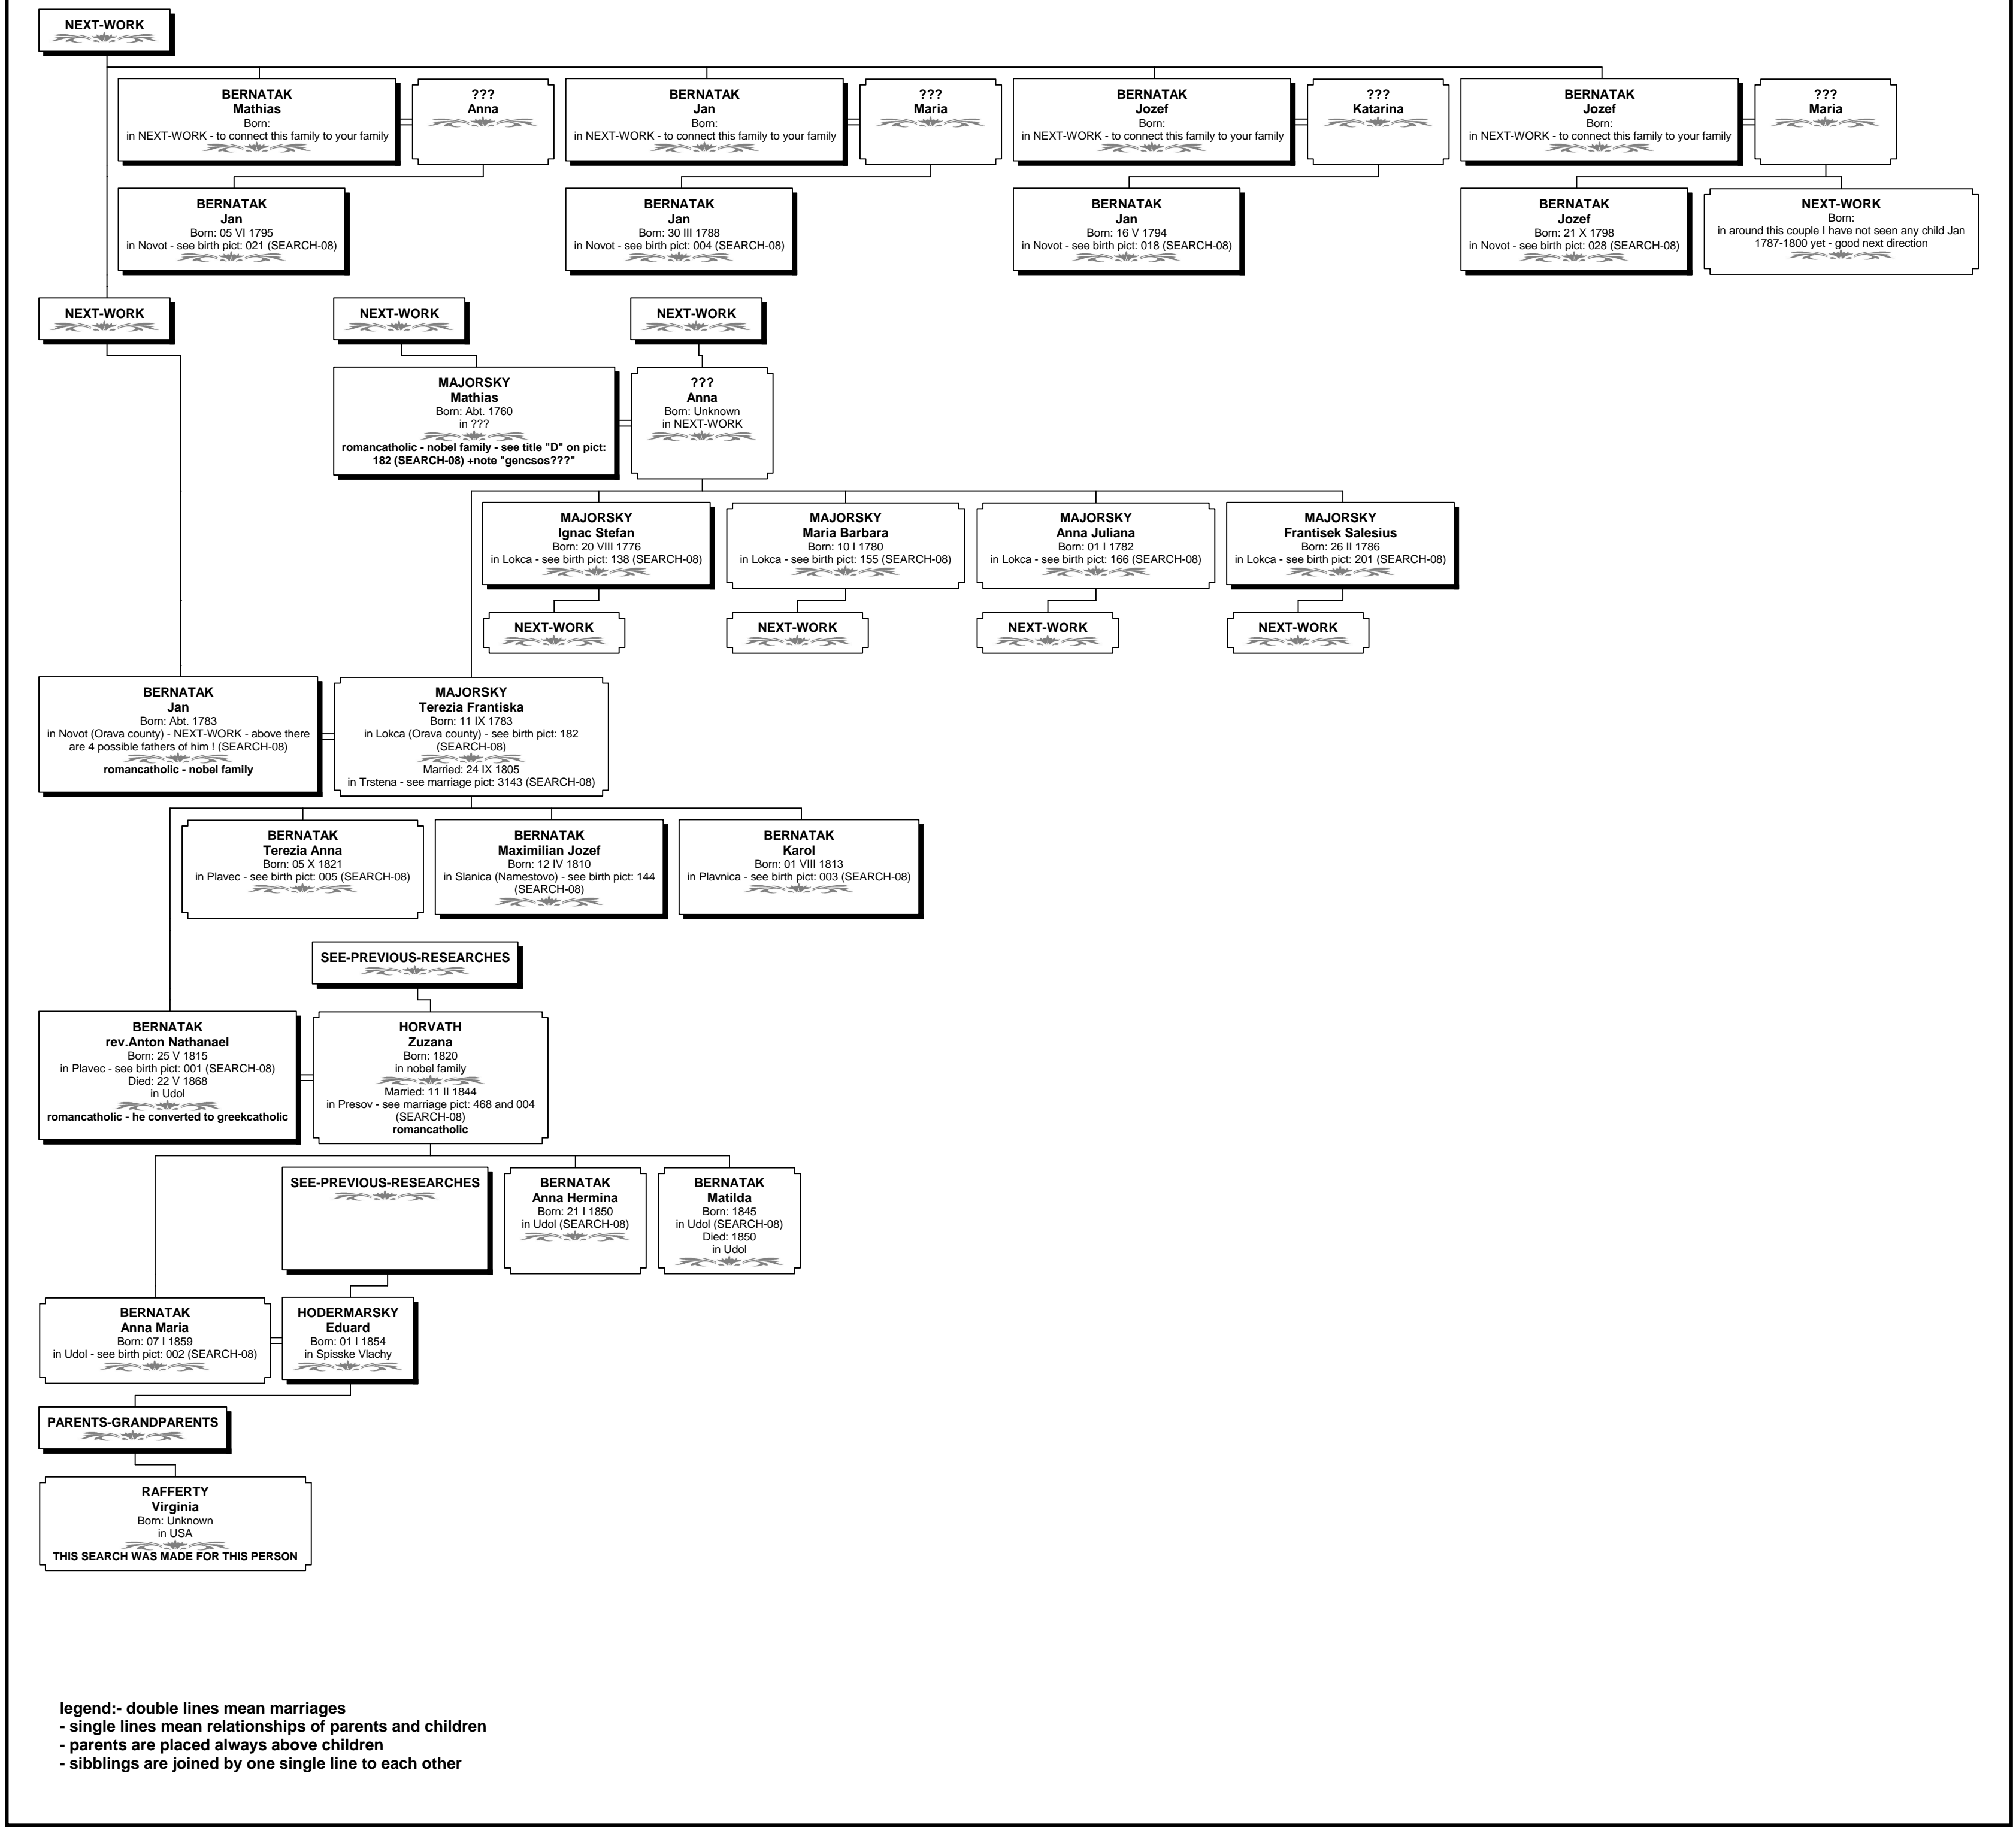 NEXT-WORK
BERNATAK
Mathias
Born:
in NEXT-WORK - to connect this family to your family
???
Anna
BERNATAK
Jan
Born:
in NEXT-WORK - to connect this family to your family
???
Maria
BERNATAK
Jozef
Born:
in NEXT-WORK - to connect this family to your family
???
Katarina
BERNATAK
Jozef
Born:
in NEXT-WORK - to connect this family to your family
???
Maria
BERNATAK
Jan
Born: 05 VI 1795
in Novot - see birth pict: 021 (SEARCH-08)
BERNATAK
Jan
Born: 30 III 1788
in Novot - see birth pict: 004 (SEARCH-08)
BERNATAK
Jan
Born: 16 V 1794
in Novot - see birth pict: 018 (SEARCH-08)
BERNATAK
Jozef
Born: 21 X 1798
in Novot - see birth pict: 028 (SEARCH-08)
NEXT-WORK
Born:
in around this couple I have not seen any child Jan
1787-1800 yet - good next direction
NEXT-WORK
NEXT-WORK
NEXT-WORK
MAJORSKY
Mathias
Born: Abt. 1760
in ???
romancatholic - nobel family - see title "D" on pict:
182 (SEARCH-08) +note "gencsos???"
???
Anna
Born: Unknown
in NEXT-WORK
MAJORSKY
Ignac Stefan
Born: 20 VIII 1776
in Lokca - see birth pict: 138 (SEARCH-08)
MAJORSKY
Maria Barbara
Born: 10 I 1780
in Lokca - see birth pict: 155 (SEARCH-08)
MAJORSKY
Anna Juliana
Born: 01 I 1782
in Lokca - see birth pict: 166 (SEARCH-08)
MAJORSKY
Frantisek Salesius
Born: 26 II 1786
in Lokca - see birth pict: 201 (SEARCH-08)
NEXT-WORK
NEXT-WORK
NEXT-WORK
NEXT-WORK
BERNATAK
Jan
Born: Abt. 1783
in Novot (Orava county) - NEXT-WORK - above there
are 4 possible fathers of him ! (SEARCH-08)
romancatholic - nobel family
MAJORSKY
Terezia Frantiska
Born: 11 IX 1783
in Lokca (Orava county) - see birth pict: 182
(SEARCH-08)
Married: 24 IX 1805
in Trstena - see marriage pict: 3143 (SEARCH-08)
BERNATAK
Terezia Anna
Born: 05 X 1821
in Plavec - see birth pict: 005 (SEARCH-08)
BERNATAK
Maximilian Jozef
Born: 12 IV 1810
in Slanica (Namestovo) - see birth pict: 144
(SEARCH-08)
BERNATAK
Karol
Born: 01 VIII 1813
in Plavnica - see birth pict: 003 (SEARCH-08)
SEE-PREVIOUS-RESEARCHES
BERNATAK
rev.Anton Nathanael
Born: 25 V 1815
in Plavec - see birth pict: 001 (SEARCH-08)
Died: 22 V 1868
in Udol
romancatholic - he converted to greekcatholic
HORVATH
Zuzana
Born: 1820
in nobel family
Married: 11 II 1844
in Presov - see marriage pict: 468 and 004
(SEARCH-08)
romancatholic
SEE-PREVIOUS-RESEARCHES
BERNATAK
Anna Hermina
Born: 21 I 1850
in Udol (SEARCH-08)
BERNATAK
Matilda
Born: 1845
in Udol (SEARCH-08)
Died: 1850
in Udol
BERNATAK
Anna Maria
Born: 07 I 1859
in Udol - see birth pict: 002 (SEARCH-08)
HODERMARSKY
Eduard
Born: 01 I 1854
in Spisske Vlachy
PARENTS-GRANDPARENTS
RAFFERTY
Virginia
Born: Unknown
in USA
THIS SEARCH WAS MADE FOR THIS PERSON
legend:- double lines mean marriages
- single lines mean relationships of parents and children
- parents are placed always above children
- sibblings are joined by one single line to each other